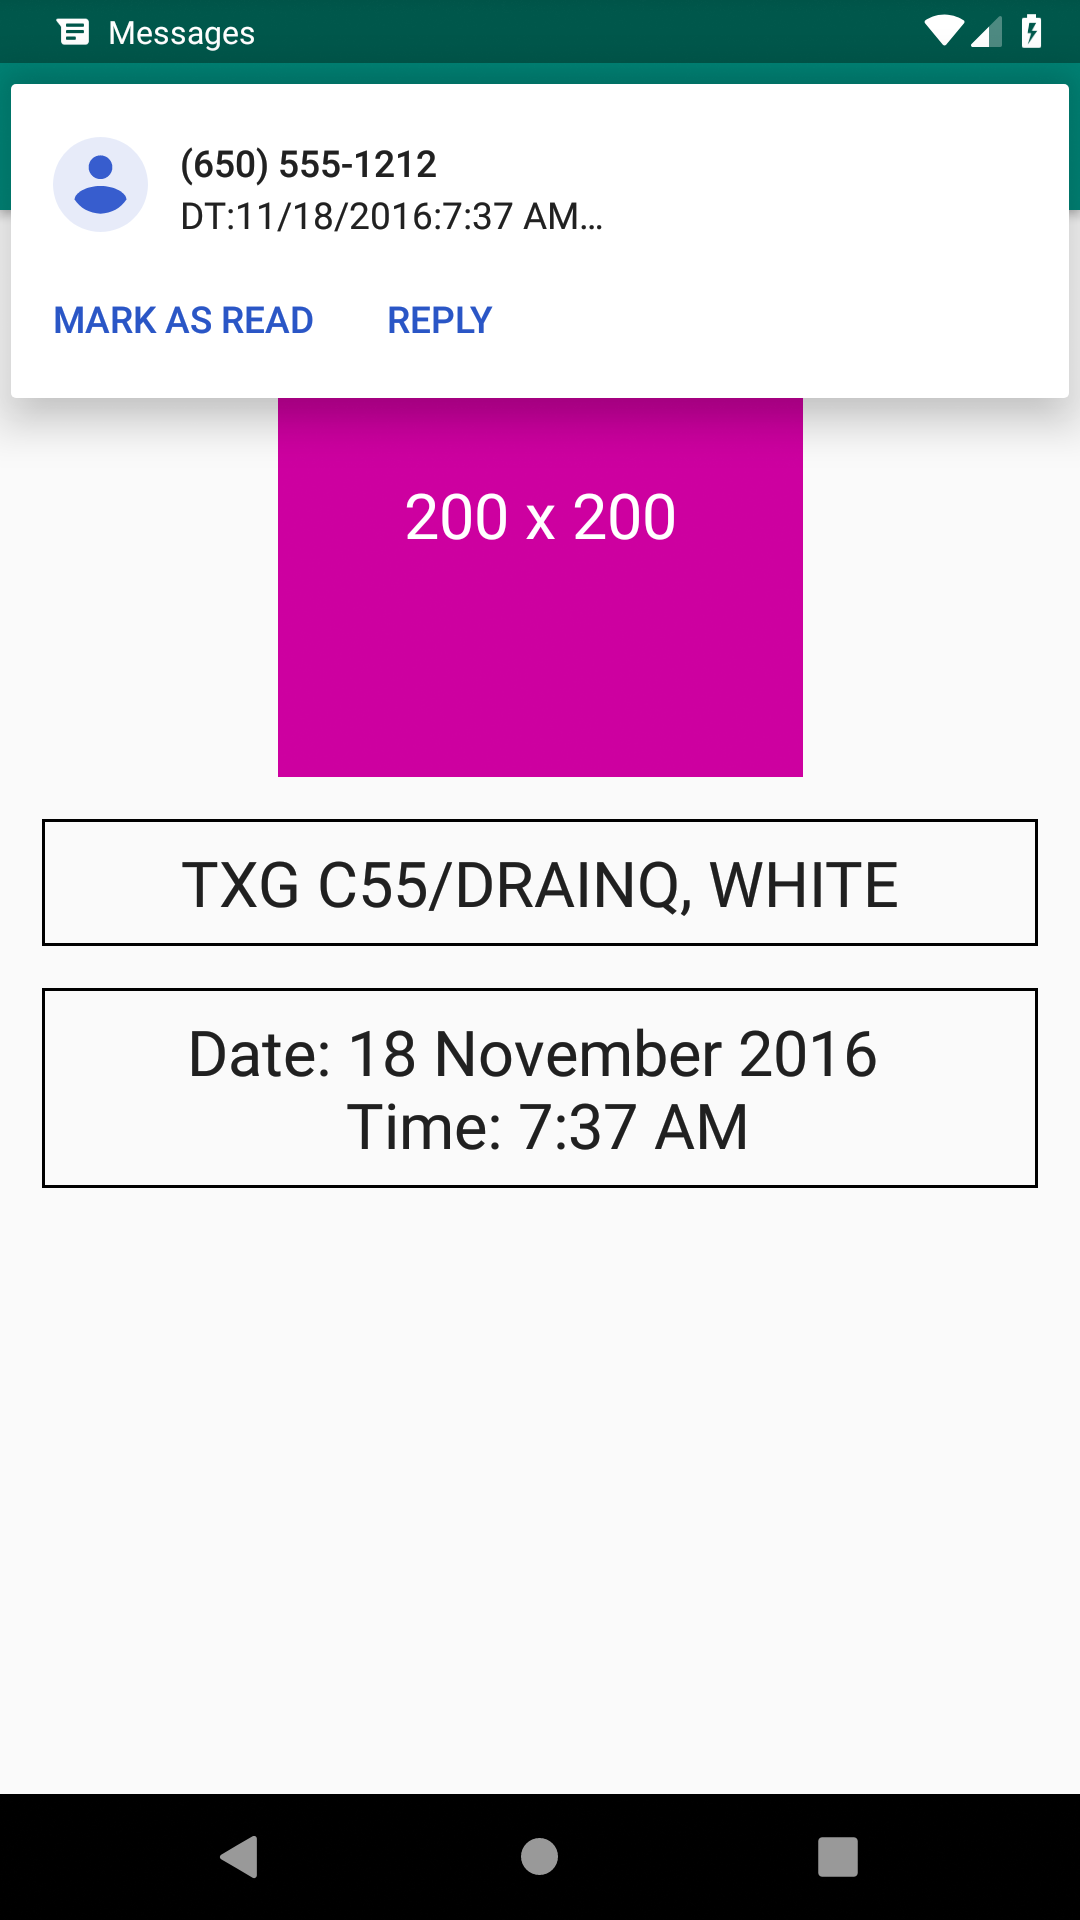 Messages
(650) 555-1212
DT:11/18/2016:7:37 AM...
MARK AS READ REPLY
200 x 200
TXG C55/DRAINQ, WHITE
Date: 18 November 2016
Time: 7:37 AM